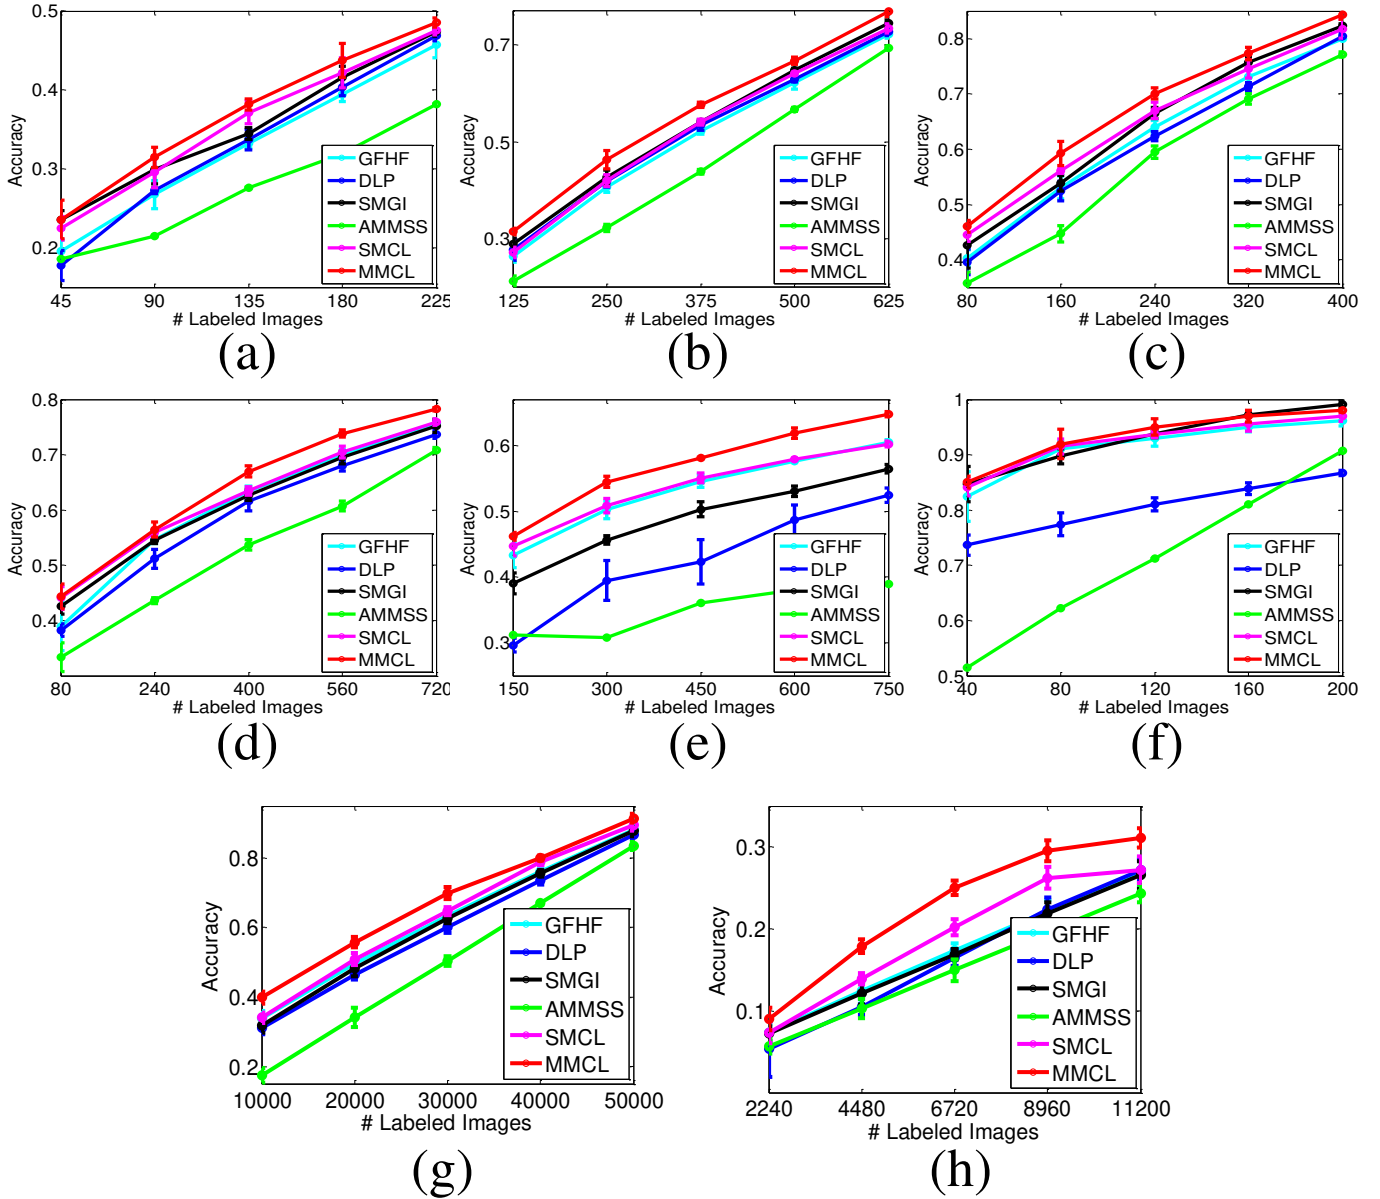 0.5
0.4
0.3
0.2
Accuracy
GFHF
DLP
SMGI
AMMSS
SMCL
MMCL
45 90 135 180 225
# Labeled Images
(a)
0.7
0.5
0.3
Accuracy
GFHF
DLP
SMGI
AMMSS
SMCL
MMCL
125 250 375 500 625
# Labeled Images
(b)
0.8
0.7
0.6
0.5
0.4
Accuracy
GFHF
DLP
SMGI
AMMSS
SMCL
MMCL
80 160 240 320 400
# Labeled Images
(c)
0.8
0.7
0.6
0.5
0.4
Accuracy
GFHF
DLP
SMGI
AMMSS
SMCL
MMCL
80 240 400 560 720
# Labeled Images
(d)
0.6
0.5
0.4
0.3
Accuracy
GFHF
DLP
SMGI
AMMSS
SMCL
MMCL
150 300 450 600 750
# Labeled Images
(e)
1
0.9
0.8
0.7
0.6
0.5
Accuracy
GFHF
DLP
SMGI
AMMSS
SMCL
MMCL
40 80 120 160 200
# Labeled Images
(f)
0.8
0.6
0.4
0.2
Accuracy
GFHF
DLP
SMGI
AMMSS
SMCL
MMCL
10000 20000 30000 40000 50000
# Labeled Images
(g)
0.3
0.2
0.1
Accuracy
GFHF
DLP
SMGI
AMMSS
SMCL
MMCL
2240 4480 6720 8960 11200
# Labeled Images
(h)